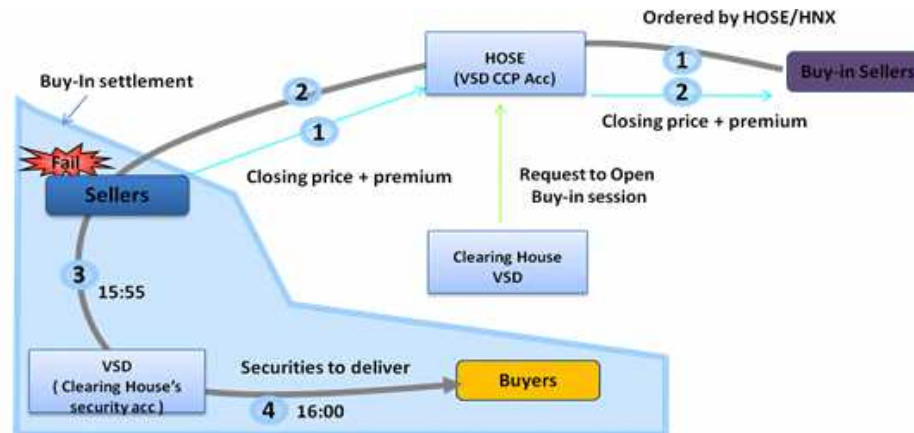 Ordered by HOSE/HNX
HOSE
(VSD CCP Acc)
1
Buy-in Sellers
2
Closing price + premium
Buy-In settlement
2
1
Fail
Sellers
Closing price + premium
Request to Open
Buy-in session
Clearing House
VSD
3
15:55
VSD
( Clearing House's
security acc )
Securities to deliver
Buyers
4
16:00